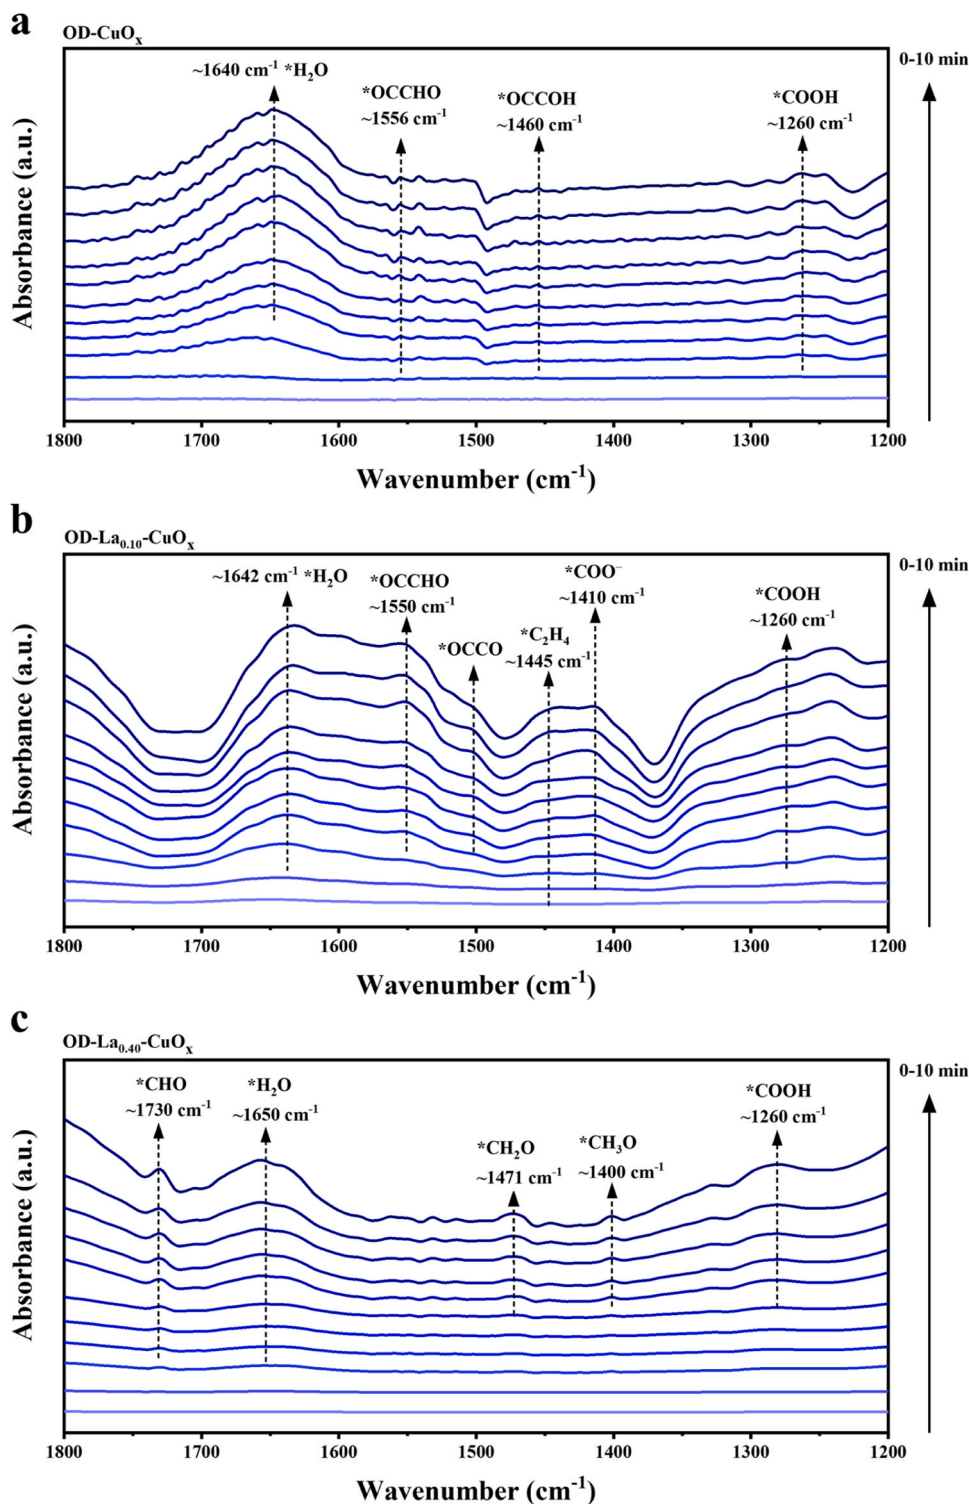 a
OD-CuOₓ
0-10 min
~1640 cm⁻¹ *H₂O
*OCCHO
~1556 cm⁻¹
*OCCOH
~1460 cm⁻¹
*COOH
~1260 cm⁻¹
Absorbance (a.u.)
1800 1700 1600 1500 1400 1300 1200
Wavenumber (cm⁻¹)
b
OD-La₀.₁₀-CuOₓ
0-10 min
~1642 cm⁻¹ *H₂O
*OCCHO
~1550 cm⁻¹
*OCCO
*C₂H₄
~1445 cm⁻¹
*COO⁻
~1410 cm⁻¹
*COOH
~1260 cm⁻¹
Absorbance (a.u.)
1800 1700 1600 1500 1400 1300 1200
Wavenumber (cm⁻¹)
c
OD-La₀.₄₀-CuOₓ
0-10 min
*CHO
~1730 cm⁻¹
*H₂O
~1650 cm⁻¹
*CH₂O
~1471 cm⁻¹
*CH₃O
~1400 cm⁻¹
*COOH
~1260 cm⁻¹
Absorbance (a.u.)
1800 1700 1600 1500 1400 1300 1200
Wavenumber (cm⁻¹)